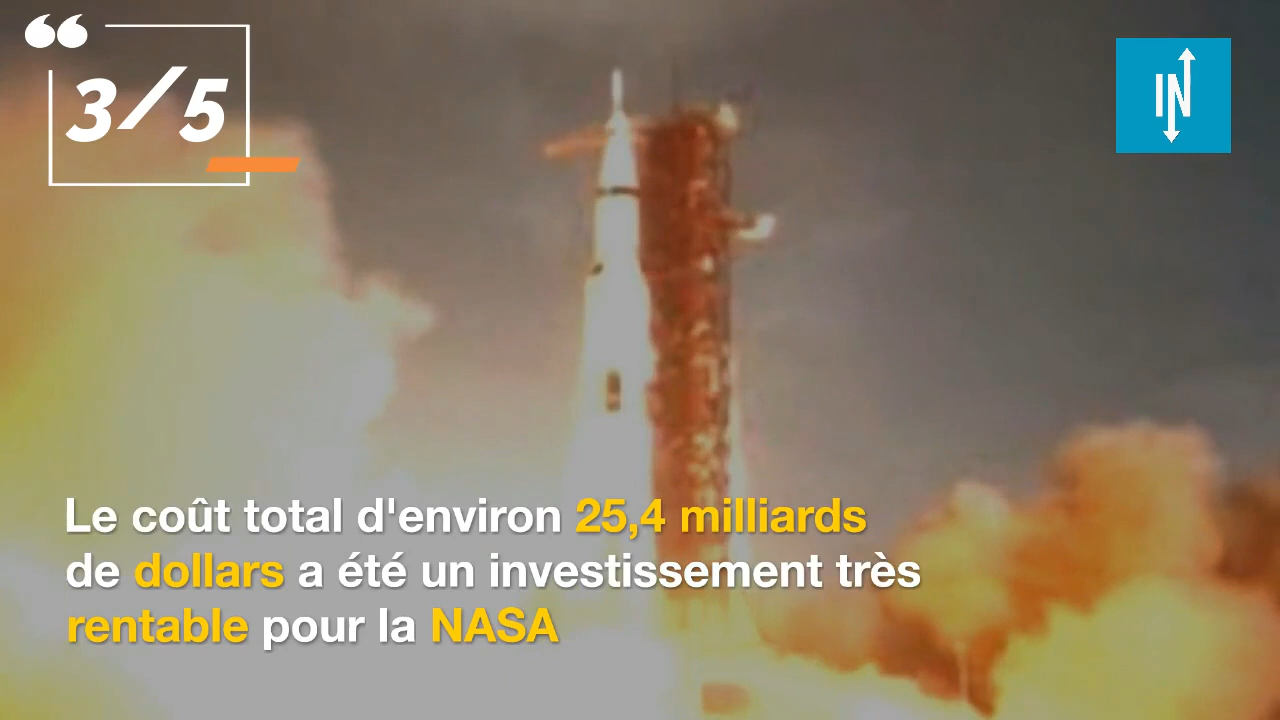 3/5
IN
Le coût total d'environ 25,4 milliards
de dollars a été un investissement très
rentable pour la NASA